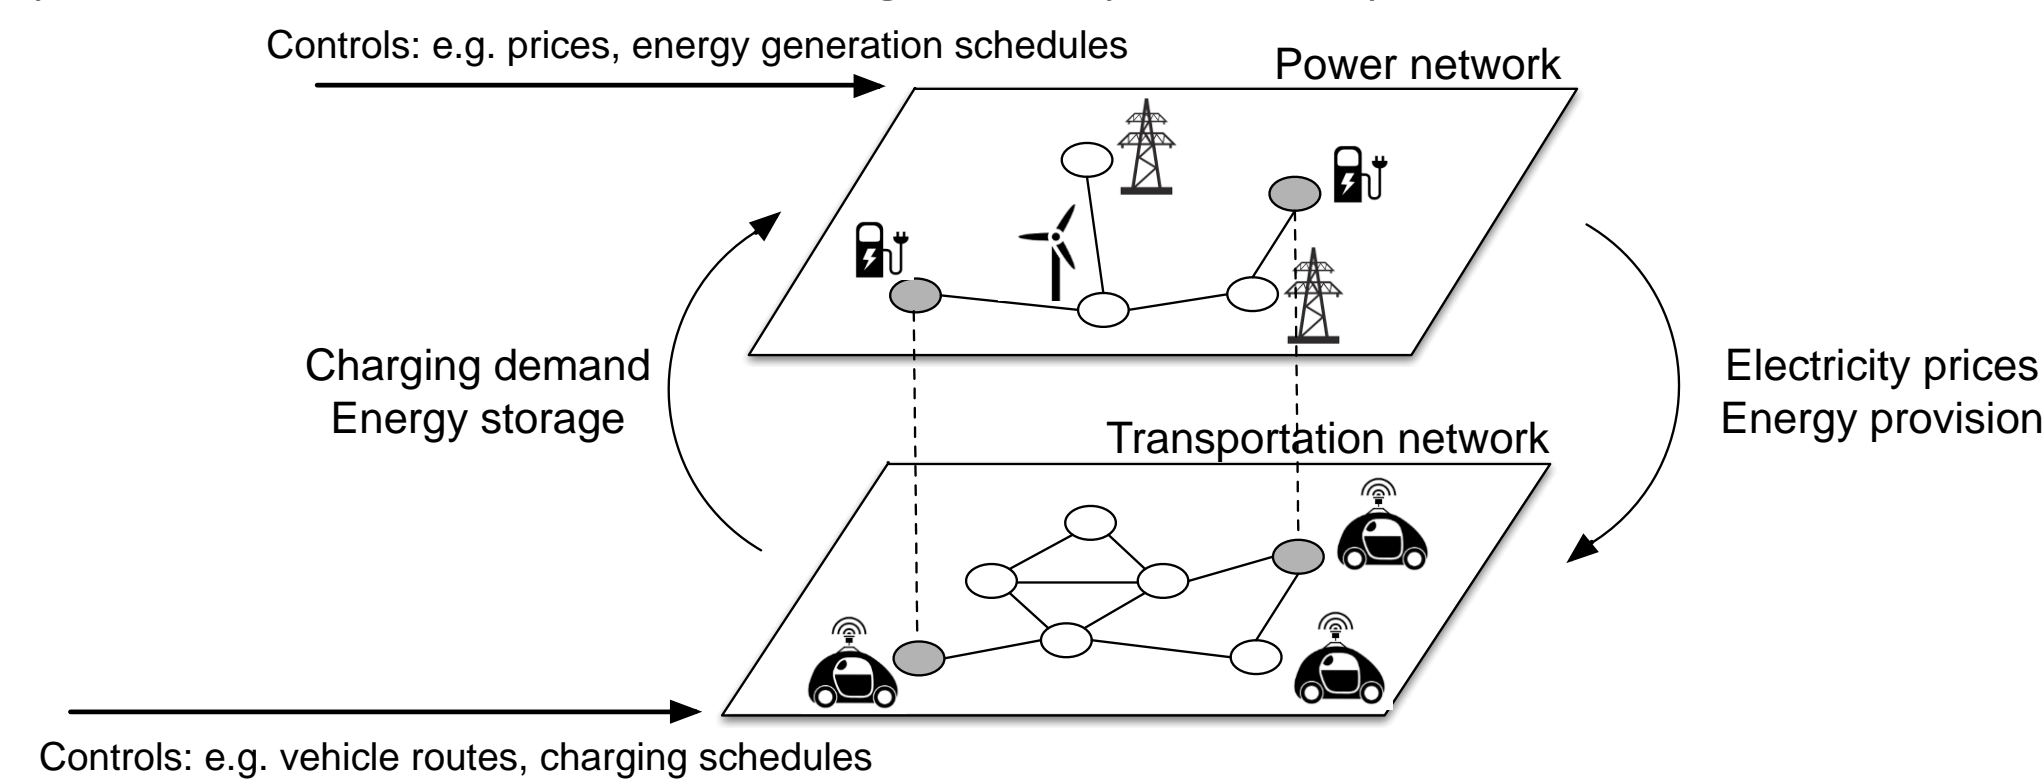 Controls: e.g. prices, energy generation schedules
Power network
Charging demand
Energy storage
Electricity prices
Energy provision
Transportation network
Controls: e.g. vehicle routes, charging schedules